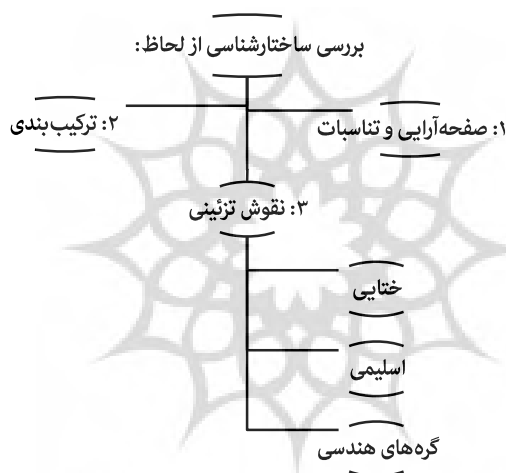 بررسی ساختارشناسی از لحاظ:
۱: صفحه‌آرایی و تناسبات
۲: ترکیب‌بندی
۳: نقوش تزئینی
ختایی
اسلیمی
گره‌های هندسی